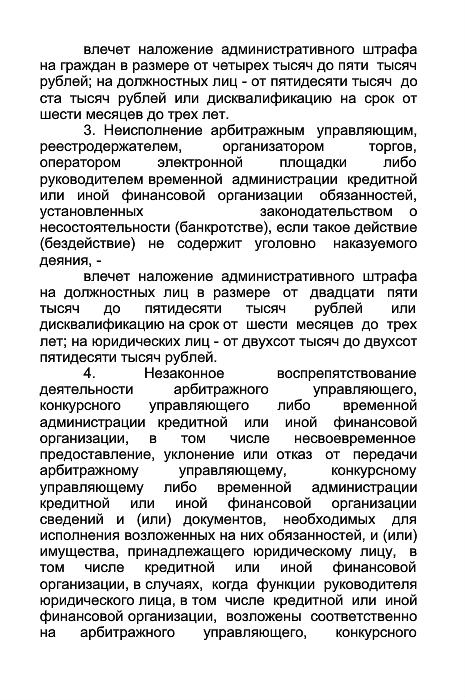 влечет наложение административного штрафа
на граждан в размере от четырех тысяч до пяти тысяч
рублей; на должностных лиц - от пятидесяти тысяч до
ста тысяч рублей или дисквалификацию на срок от
шести месяцев до трех лет.
3. Неисполнение арбитражным управляющим,
реестродержателем, организатором торгов,
оператором электронной площадки либо
руководителем временной администрации кредитной
или иной финансовой организации обязанностей,
установленных законодательством о
несостоятельности (банкротстве), если такое действие
(бездействие) не содержит уголовно наказуемого
деяния, -
влечет наложение административного штрафа
на должностных лиц в размере от двадцати пяти
тысяч до пятидесяти тысяч рублей или
дисквалификацию на срок от шести месяцев до трех
лет; на юридических лиц - от двухсот тысяч до двухсот
пятидесяти тысяч рублей.
4. Незаконное воспрепятствование
деятельности арбитражного управляющего,
конкурсного управляющего либо временной
администрации кредитной или иной финансовой
организации, в том числе несвоевременное
предоставление, уклонение или отказ от передачи
арбитражному управляющему, конкурсному
управляющему либо временной администрации
кредитной или иной финансовой организации
сведений и (или) документов, необходимых для
исполнения возложенных на них обязанностей, и (или)
имущества, принадлежащего юридическому лицу, в
том числе кредитной или иной финансовой
организации, в случаях, когда функции руководителя
юридического лица, в том числе кредитной или иной
финансовой организации, возложены соответственно
на арбитражного управляющего, конкурсного